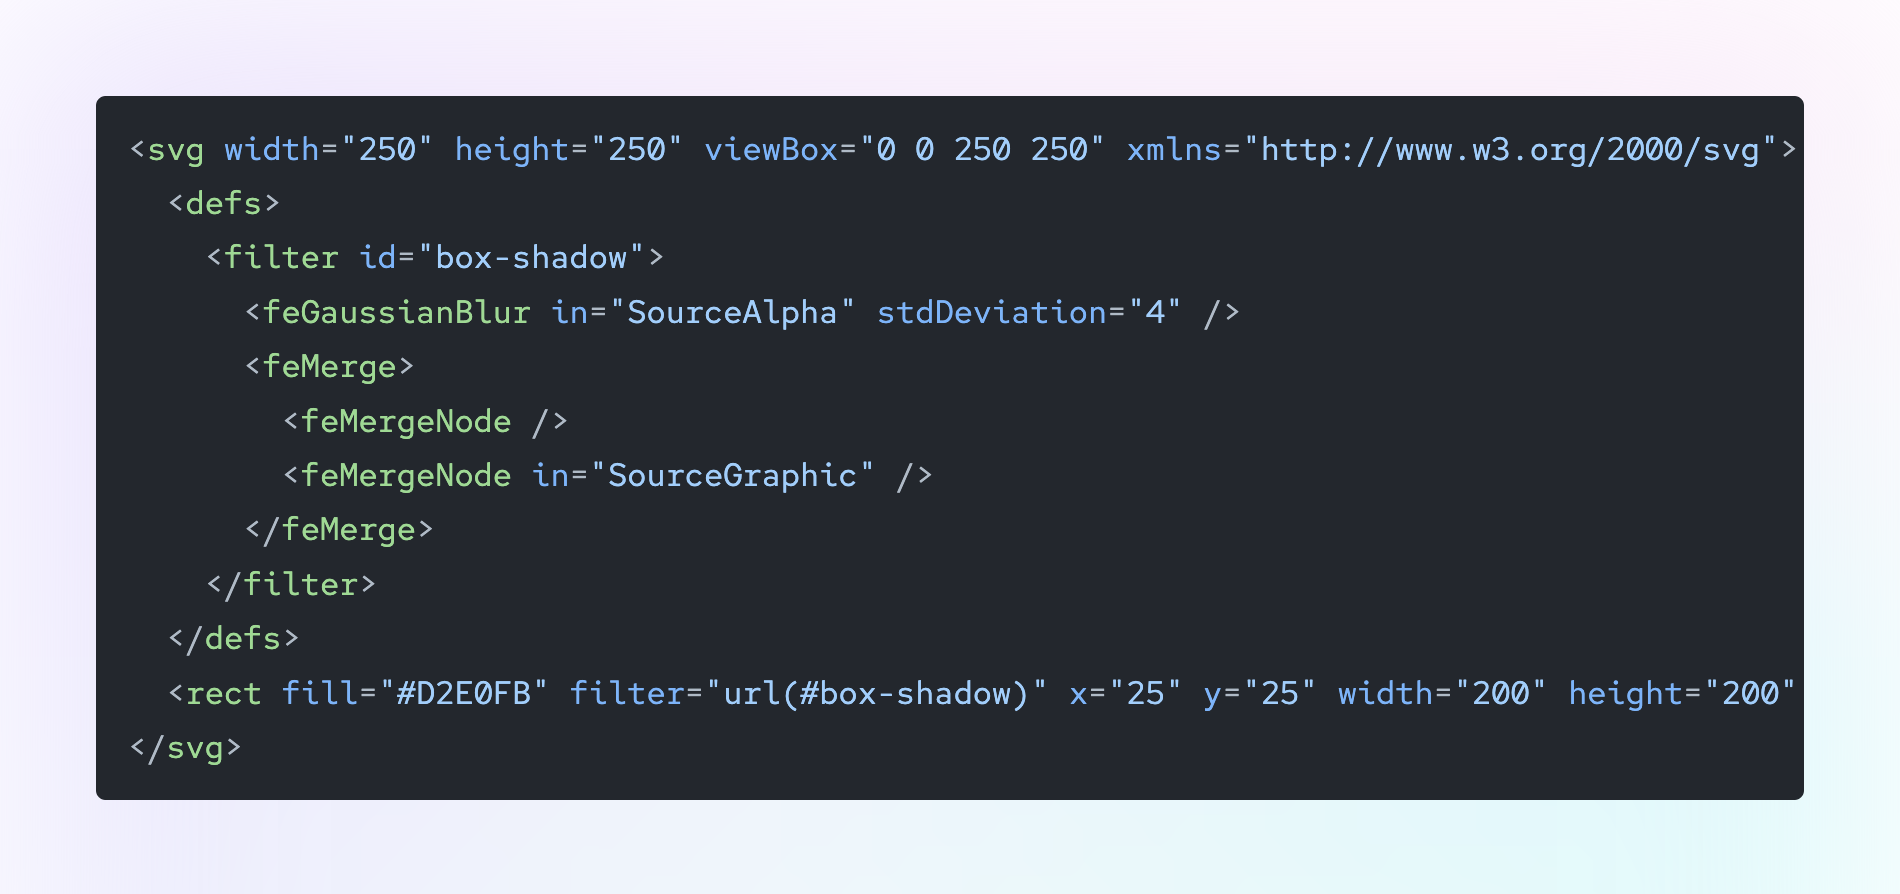 <svg width="250" height="250" viewBox="0 0 250 250" xmlns="http://www.w3.org/2000/svg">
  <defs>
    <filter id="box-shadow">
      <feGaussianBlur in="SourceAlpha" stdDeviation="4" />
      <feMerge>
        <feMergeNode />
        <feMergeNode in="SourceGraphic" />
      </feMerge>
    </filter>
  </defs>
  <rect fill="#D2E0FB" filter="url(#box-shadow)" x="25" y="25" width="200" height="200"
</svg>